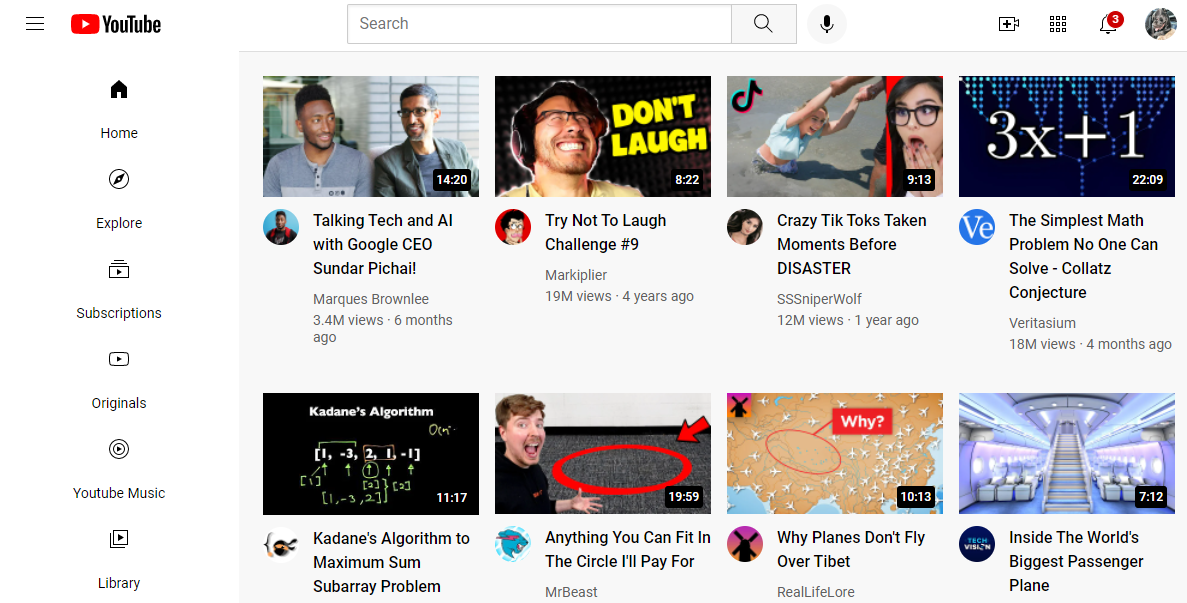 YouTube
Search
3
Home
Explore
Subscriptions
Originals
Youtube Music
Library
DON'T
LAUGH
3x+1
14:20
8:22
9:13
22:09
Talking Tech and AI
with Google CEO
Sundar Pichai!
Marques Brownlee
3.4M views · 6 months
ago
Try Not To Laugh
Challenge #9
Markiplier
19M views · 4 years ago
Crazy Tik Toks Taken
Moments Before
DISASTER
SSSniperWolf
12M views · 1 year ago
Ve
The Simplest Math
Problem No One Can
Solve - Collatz
Conjecture
Veritasium
18M views · 4 months ago
Kadane's Algorithm
[1, -3, 2, 1, -1]
[1]
[2]
[2]
[1,-3,2]
11:17
19:59
Why?
10:13
7:12
Kadane's Algorithm to
Maximum Sum
Subarray Problem
Anything You Can Fit In
The Circle I'll Pay For
MrBeast
Why Planes Don't Fly
Over Tibet
RealLifeLore
TECH
VISION
Inside The World's
Biggest Passenger
Plane